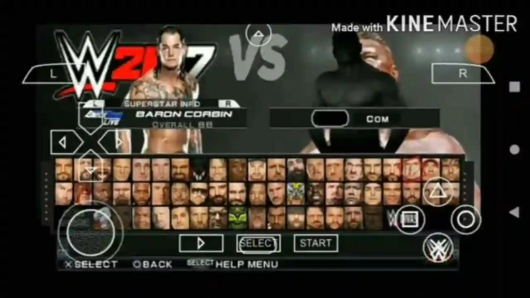 Made with KINEMASTER
W 2K17 VS
L
R
SUPERSTAR INFO
L R
LIVE BARON CORBIN
OVERALL 88
COM
SELECT START
×SELECT ○BACK SELECT HELP MENU